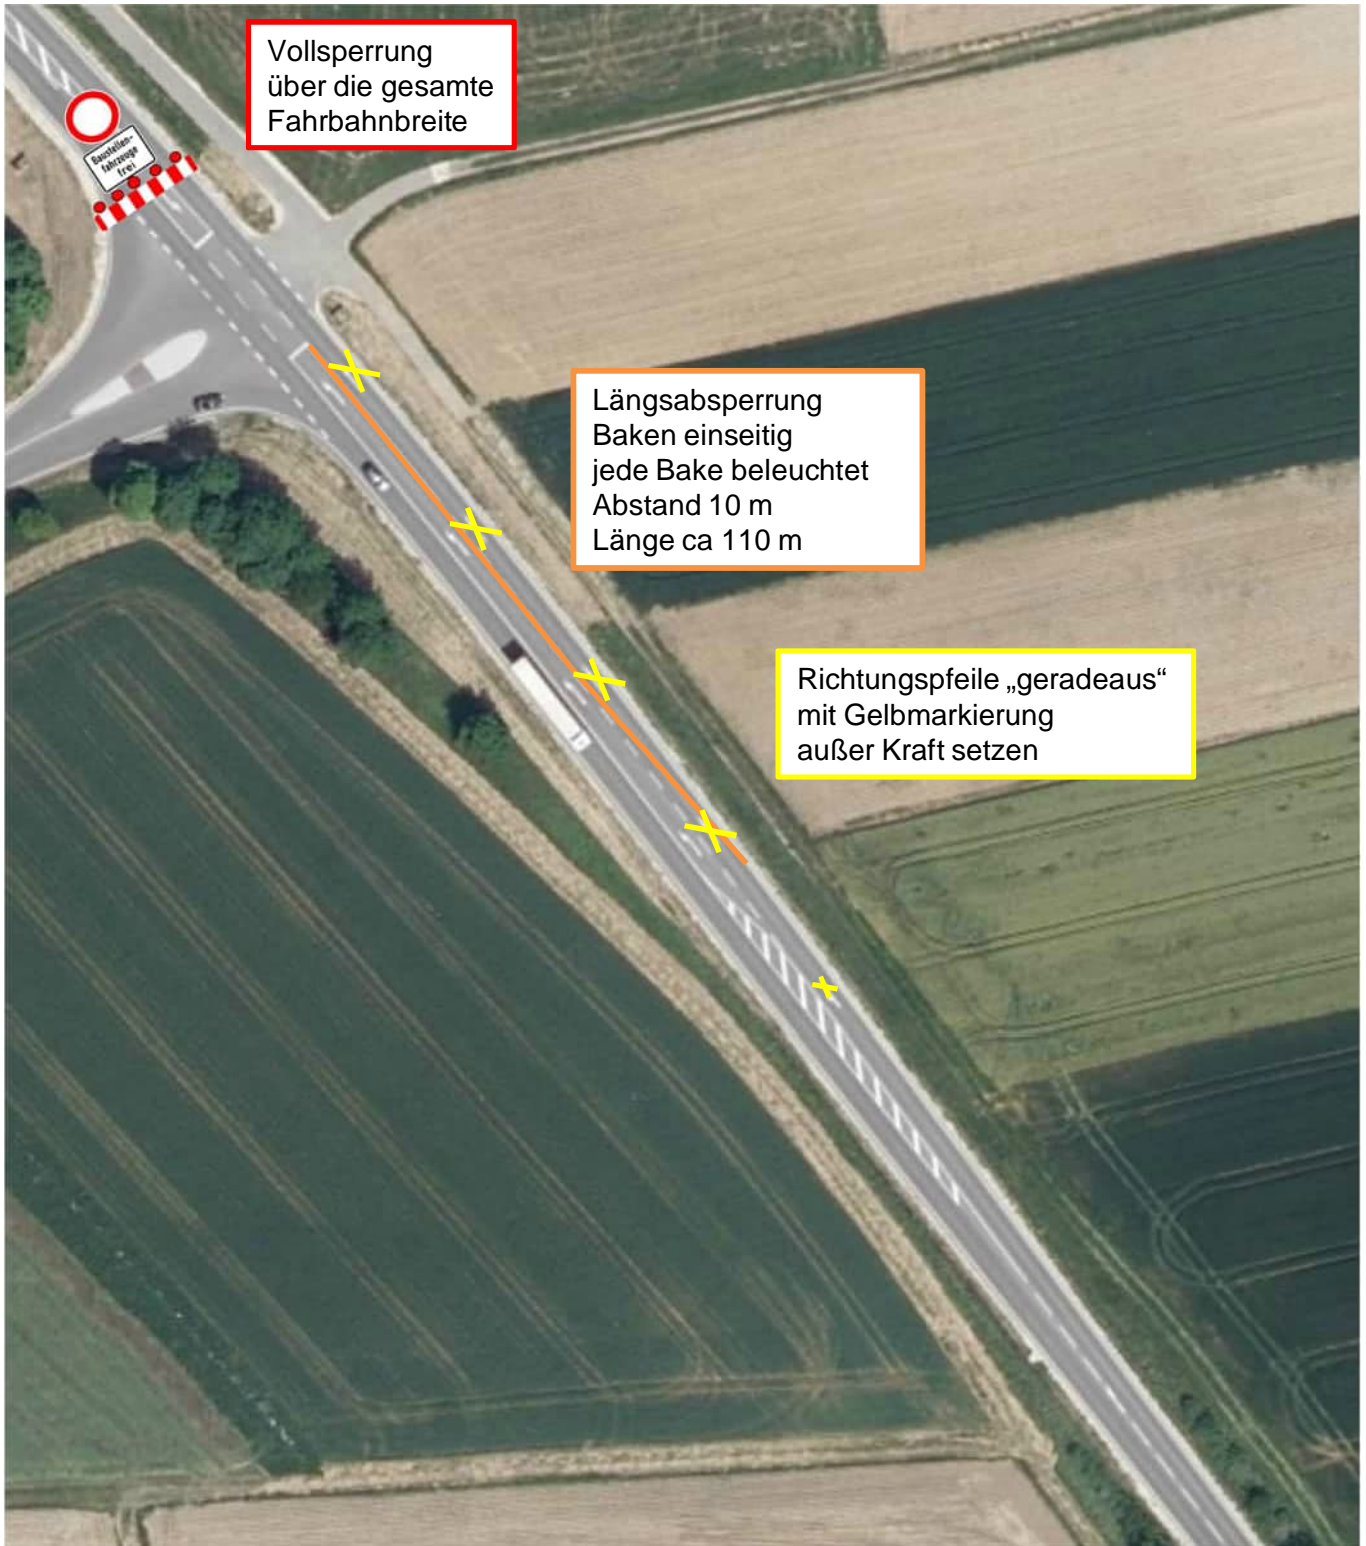 Vollsperrung
über die gesamte
Fahrbahnbreite
Baustellen-
fahrzeuge
frei
Längsabsperrung
Baken einseitig
jede Bake beleuchtet
Abstand 10 m
Länge ca 110 m
Richtungspfeile „geradeaus“
mit Gelbmarkierung
außer Kraft setzen